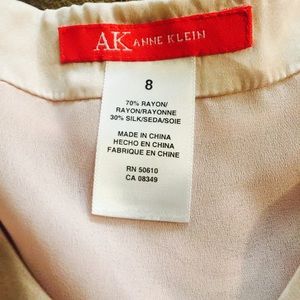 AK ANNE KLEIN
8
70% RAYON/
RAYON/RAYONNE
30% SILK/SEDA/SOIE
MADE IN CHINA
HECHO EN CHINA
FABRIQUE EN CHINE
RN 50610
CA 08349